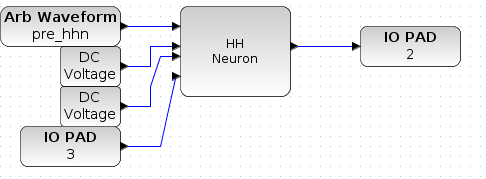 Arb Waveform
pre_hhn
DC
Voltage
DC
Voltage
IO PAD
3
HH
Neuron
IO PAD
2